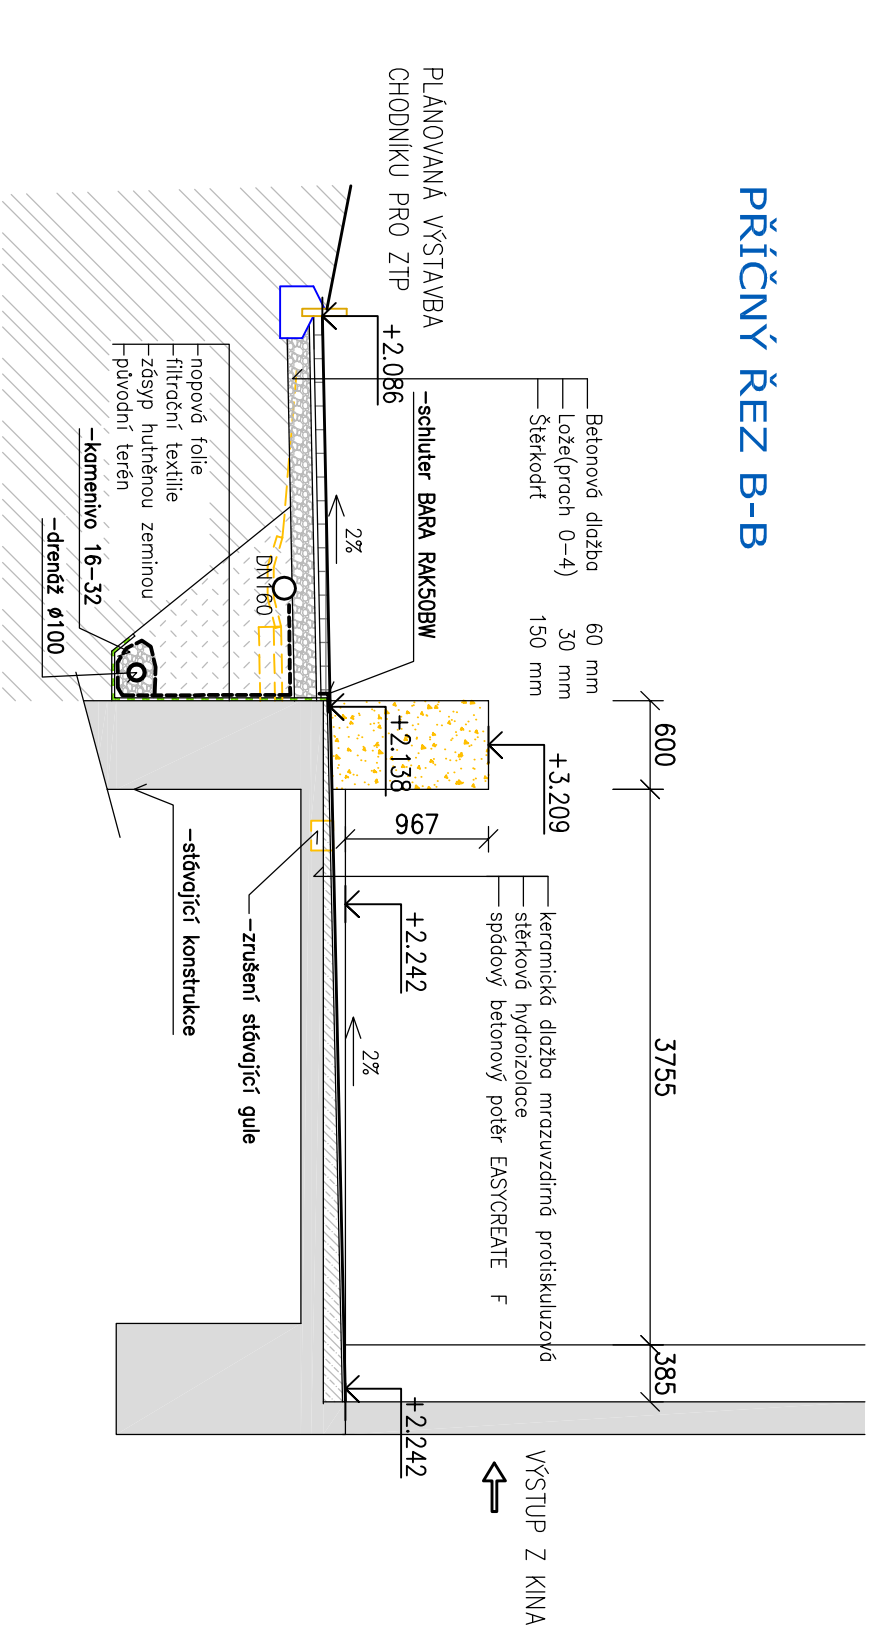 PŘÍČNÝ ŘEZ B-B
600
3755
385
Betonová dlažba 60 mm
Lože(prach 0-4) 30 mm
Štěrkodrť 150 mm
+3.209
keramická dlažba mrazuvzdirná protiskuluzová
stěrková hydroizolace
spádový betonový potěr EASYCREATE F
VÝSTUP Z KINA
PLÁNOVANÁ VÝSTAVBA
CHODNÍKU PRO ZTP
+2.086
-schluter BARA RAK50BW
+2.138
967
+2.242
+2.242
2%
2%
DN160
-nopová folie
-filtrační textilie
-zásyp hutněnou zeminou
-původní terén
-kamenivo 16-32
-drenáž ø100
-zrušení stávající gule
-stávající konstrukce